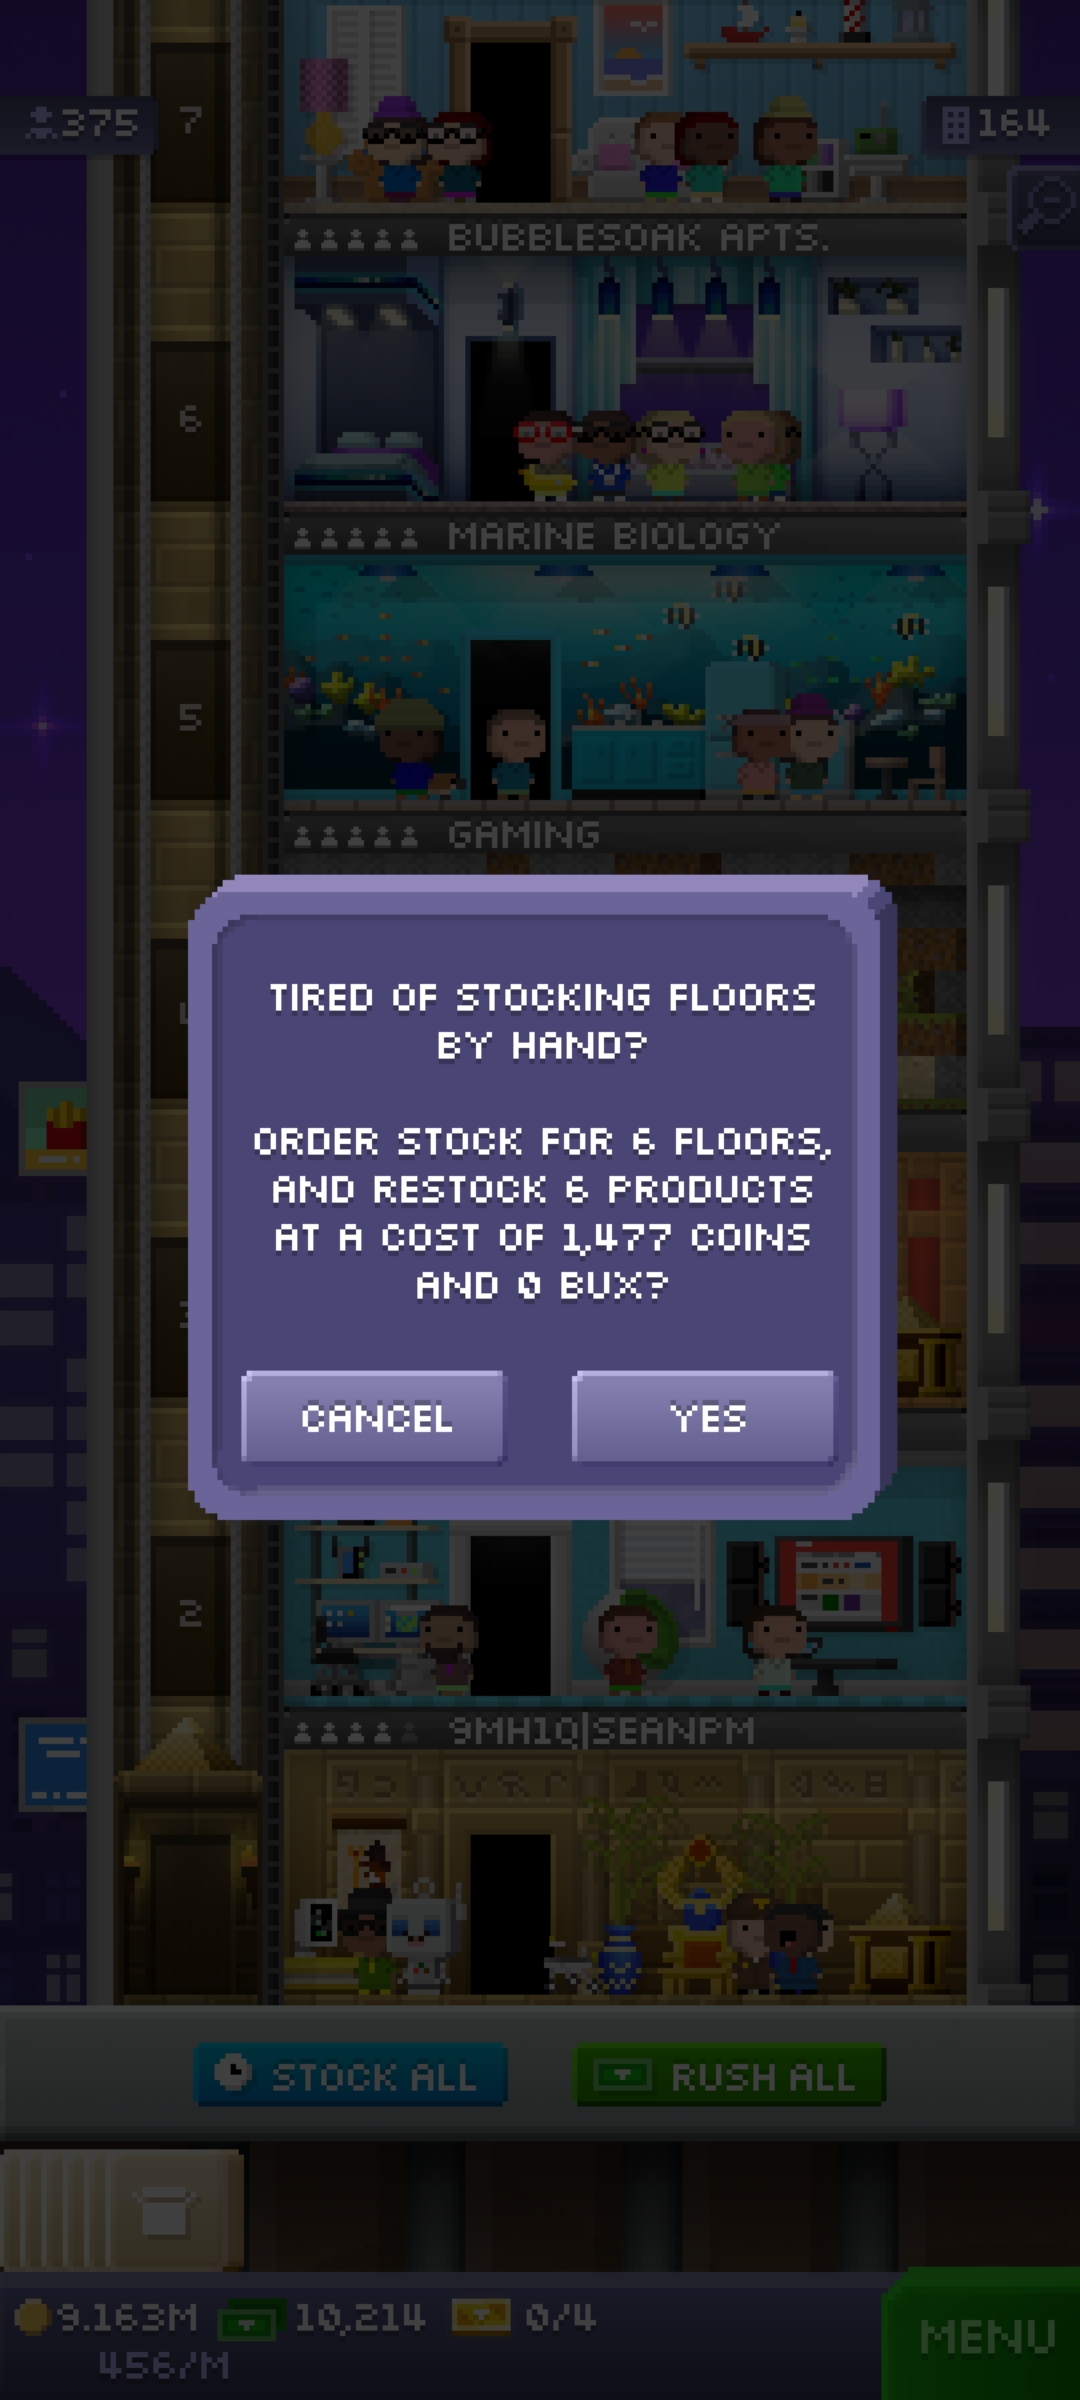 375
7
164
BUBBLESOAK APTS.
6
MARINE BIOLOGY
5
GAMING
TIRED OF STOCKING FLOORS
BY HAND?
ORDER STOCK FOR 6 FLOORS,
AND RESTOCK 6 PRODUCTS
AT A COST OF 1,477 COINS
AND 0 BUX?
CANCEL
YES
2
9MH1Q|SEANPM
STOCK ALL
RUSH ALL
9.163M
10,214
0/4
456/M
MENU